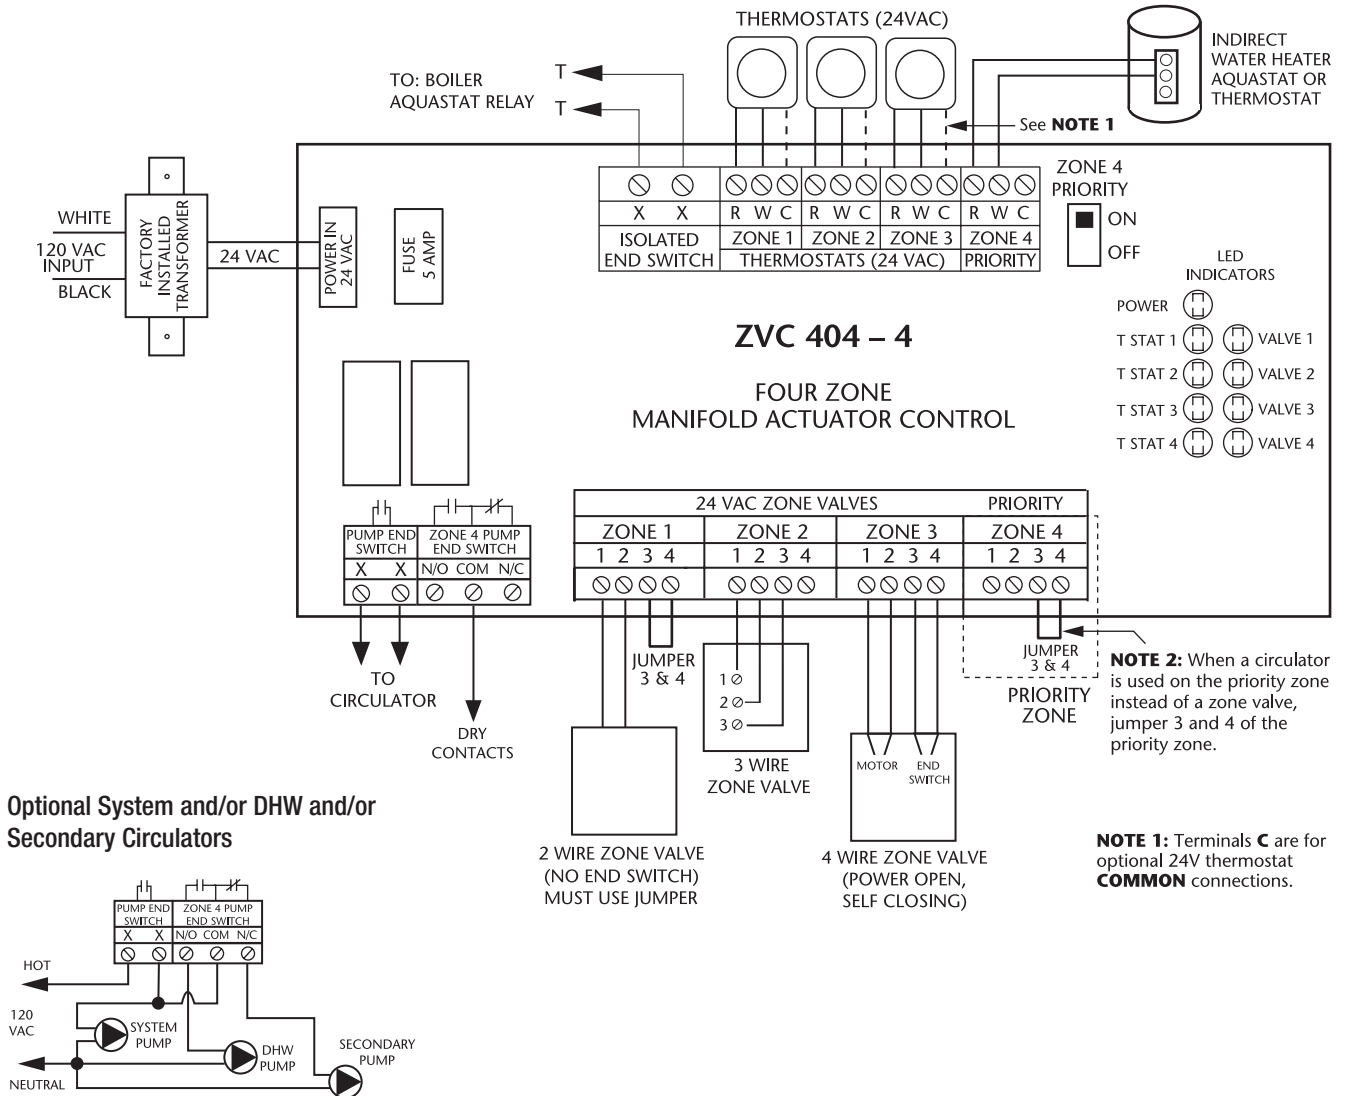 THERMOSTATS (24VAC)
INDIRECT
WATER HEATER
AQUASTAT OR
THERMOSTAT
TO: BOILER
AQUASTAT RELAY
T
T
See NOTE 1
WHITE
120 VAC
INPUT
BLACK
FACTORY
INSTALLED
TRANSFORMER
24 VAC
POWER IN
24 VAC
FUSE
5 AMP
X X
ISOLATED
END SWITCH
R W C R W C R W C R W C
ZONE 1 ZONE 2 ZONE 3 ZONE 4
THERMOSTATS (24 VAC) PRIORITY
ZONE 4
PRIORITY
ON
OFF
LED
INDICATORS
POWER
T STAT 1 VALVE 1
T STAT 2 VALVE 2
T STAT 3 VALVE 3
T STAT 4 VALVE 4
ZVC 404 – 4
FOUR ZONE
MANIFOLD ACTUATOR CONTROL
PUMP END
SWITCH
X X
ZONE 4 PUMP
END SWITCH
N/O COM N/C
TO
CIRCULATOR
DRY
CONTACTS
24 VAC ZONE VALVES PRIORITY
ZONE 1 ZONE 2 ZONE 3 ZONE 4
1 2 3 4 1 2 3 4 1 2 3 4 1 2 3 4
JUMPER
3 & 4
2 WIRE ZONE VALVE
(NO END SWITCH)
MUST USE JUMPER
1
2
3
3 WIRE
ZONE VALVE
MOTOR
END
SWITCH
4 WIRE ZONE VALVE
(POWER OPEN,
SELF CLOSING)
JUMPER
3 & 4
PRIORITY
ZONE
NOTE 2: When a circulator
is used on the priority zone
instead of a zone valve,
jumper 3 and 4 of the
priority zone.
NOTE 1: Terminals C are for
optional 24V thermostat
COMMON connections.
Optional System and/or DHW and/or
Secondary Circulators
PUMP END
SWITCH
X X
ZONE 4 PUMP
END SWITCH
N/O COM N/C
HOT
120
VAC
NEUTRAL
SYSTEM
PUMP
DHW
PUMP
SECONDARY
PUMP